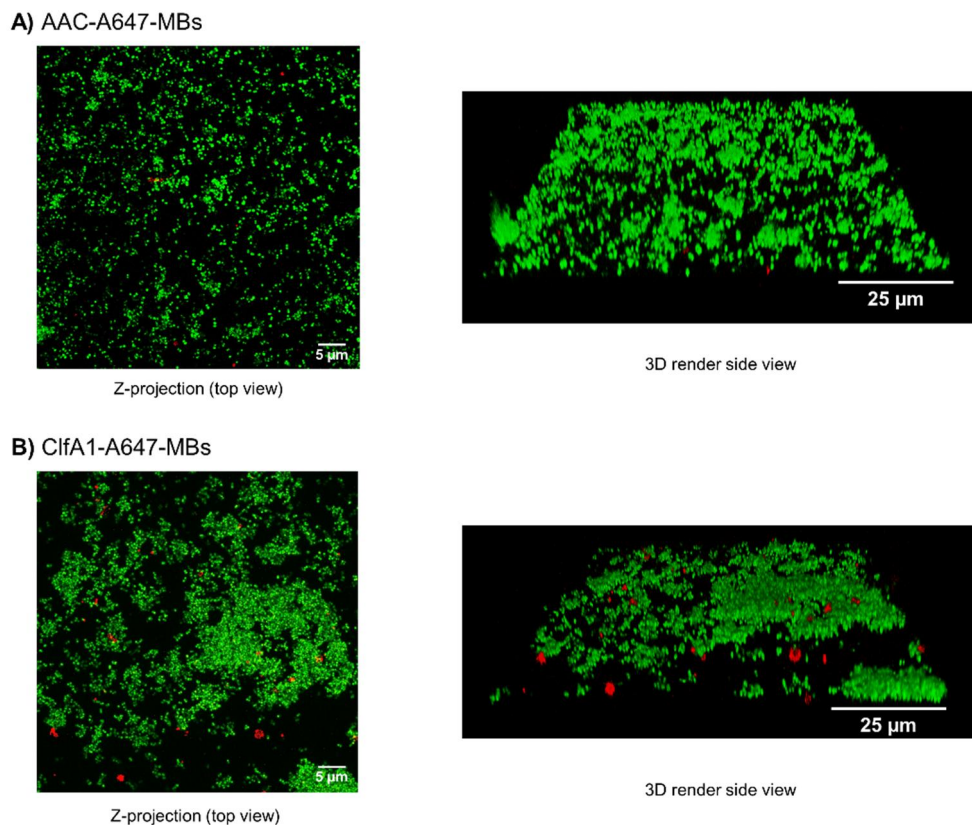 A) AAC-A647-MBs
5 µm
25 µm
Z-projection (top view)
3D render side view
B) ClfA1-A647-MBs
5 µm
25 µm
Z-projection (top view)
3D render side view